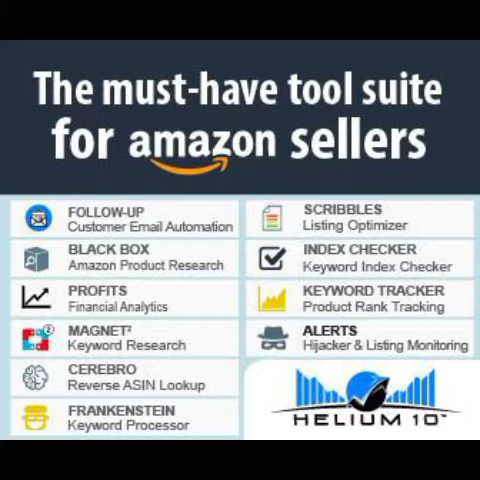 The must-have tool suite
for amazon sellers
FOLLOW-UP
Customer Email Automation
BLACK BOX
Amazon Product Research
PROFITS
Financial Analytics
MAGNET²
Keyword Research
CEREBRO
Reverse ASIN Lookup
FRANKENSTEIN
Keyword Processor
SCRIBBLES
Listing Optimizer
INDEX CHECKER
Keyword Index Checker
KEYWORD TRACKER
Product Rank Tracking
ALERTS
Hijacker & Listing Monitoring
HELIUM 10™